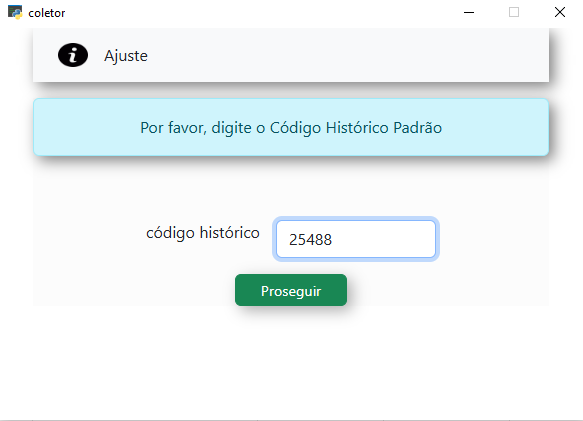 coletor
Ajuste
Por favor, digite o Código Histórico Padrão
código histórico
25488
Proseguir